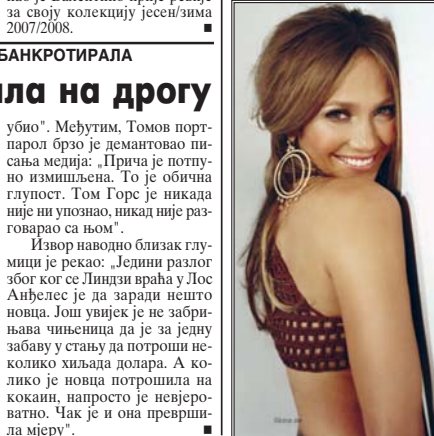 за своју колекцију јесен/зима
2007/2008.
БАНКРОТИРАЛА
ла на дрогу
убио". Међутим, Томов порт-
парол брзо је демантовао пи-
сања медија: „Прича је потпу-
но измишљена. То је обична
глупост. Том Горс је никада
није ни упознао, никад није раз-
говарао са њом".
Извор наводно близак глу-
мици је рекао: „Једини разлог
због ког се Линдзи враћа у Лос
Анђелес је да заради нешто
новца. Још увијек је не забри-
њава чињеница да је за једну
забаву у стању да потроши не-
колико хиљада долара. А ко-
лико је новца потрошила на
кокаин, напросто је невјеро-
ватно. Чак је и она преврши-
ла мјеру".